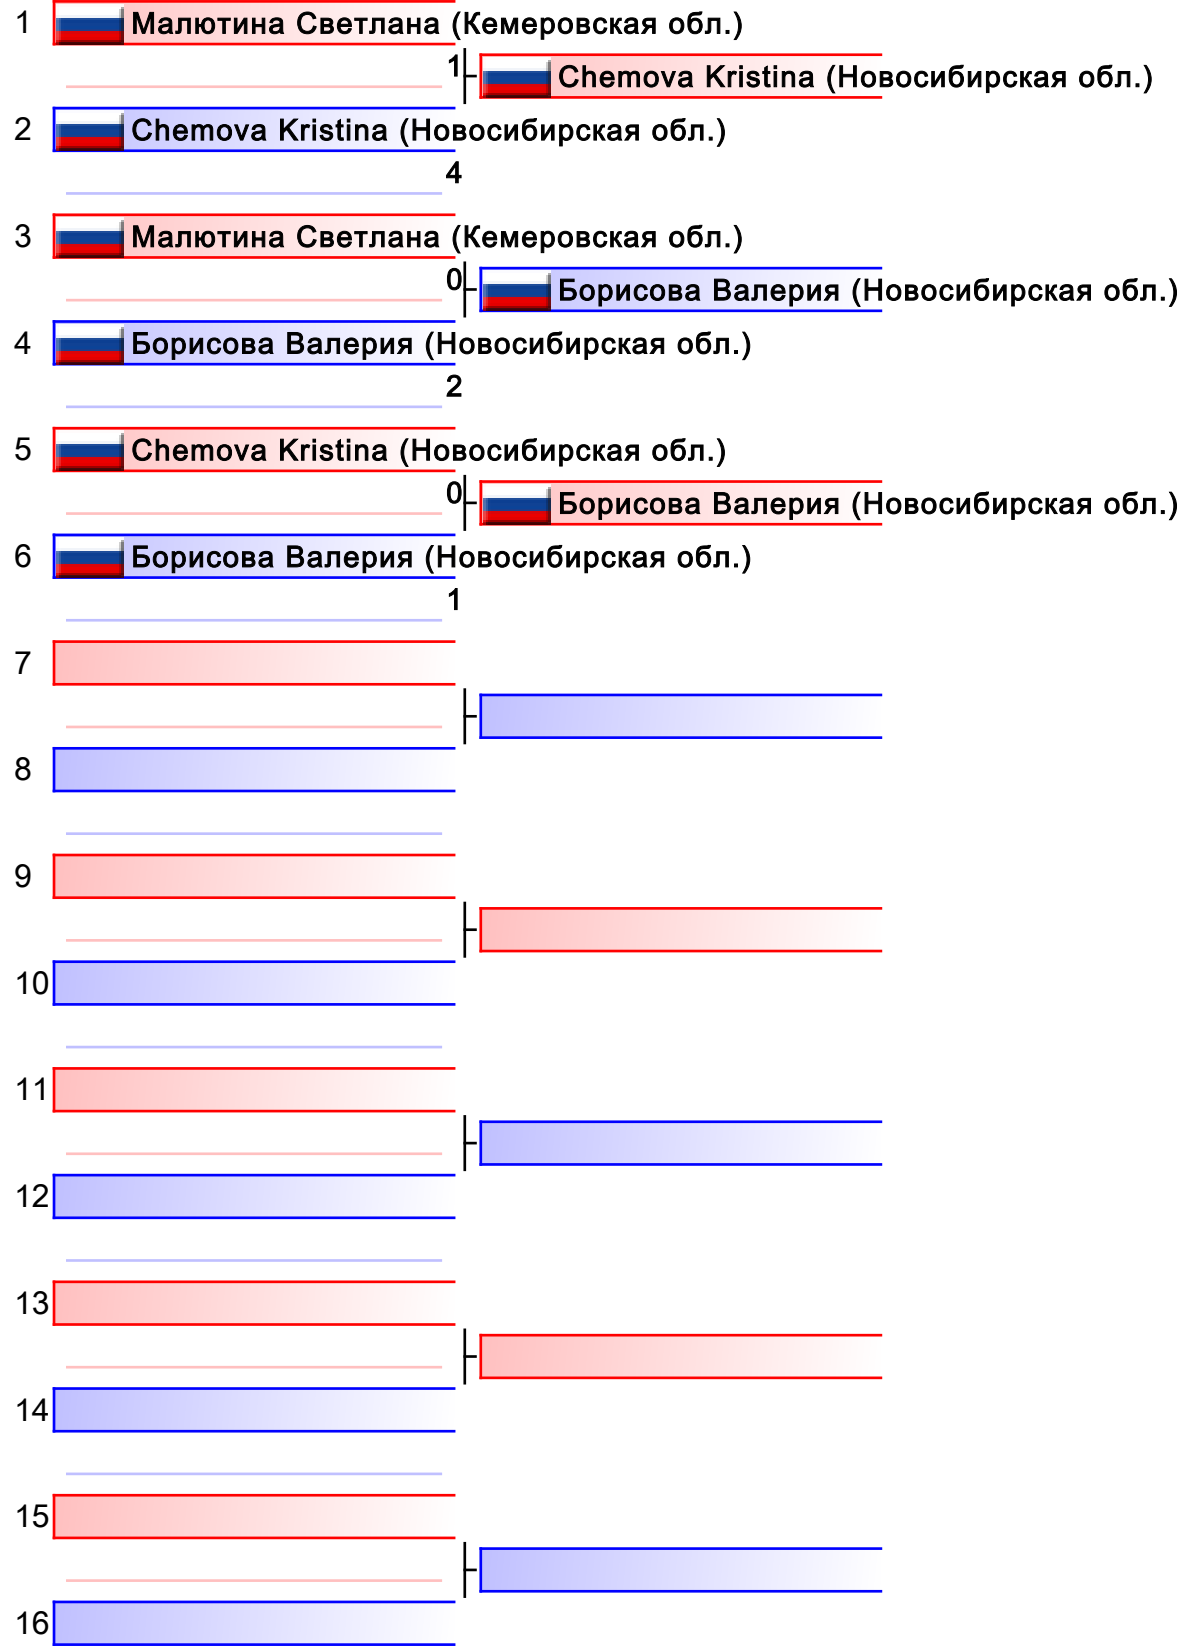 1 Малютина Светлана (Кемеровская обл.)
1 Chemova Kristina (Новосибирская обл.)
2 Chemova Kristina (Новосибирская обл.)
4
3 Малютина Светлана (Кемеровская обл.)
0 Борисова Валерия (Новосибирская обл.)
4 Борисова Валерия (Новосибирская обл.)
2
5 Chemova Kristina (Новосибирская обл.)
0 Борисова Валерия (Новосибирская обл.)
6 Борисова Валерия (Новосибирская обл.)
1
7
8
9
10
11
12
13
14
15
16